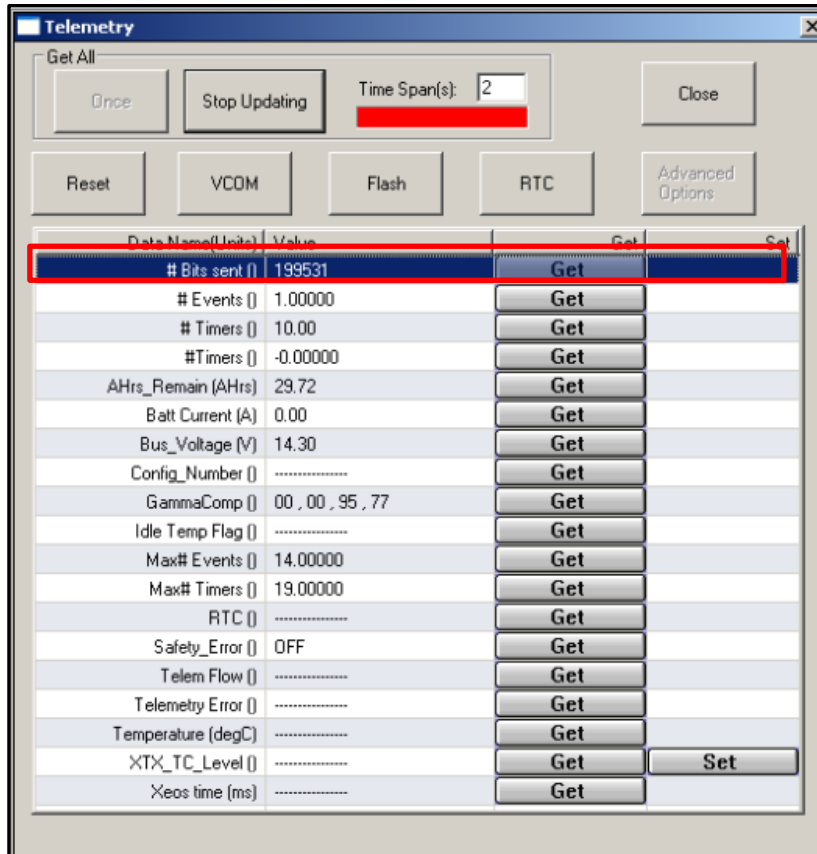 Telemetry
Get All
Once Stop Updating Time Span(s): 2 Close
Reset VCOM Flash RTC Advanced Options
Data Name(Units) Value Get Set
# Bits sent () 199531 Get
# Events () 1.00000 Get
# Timers () 10.00 Get
#Timers () -0.00000 Get
AHrs_Remain (AHrs) 29.72 Get
Batt Current (A) 0.00 Get
Bus_Voltage (V) 14.30 Get
Config_Number () ---------------- Get
GammaComp () 00 , 00 , 95 , 77 Get
Idle Temp Flag () ---------------- Get
Max# Events () 14.00000 Get
Max# Timers () 19.00000 Get
RTC () ---------------- Get
Safety_Error () OFF Get
Telem Flow () ---------------- Get
Telemetry Error () ---------------- Get
Temperature (degC) ---------------- Get
XTX_TC_Level () ---------------- Get Set
Xeos time (ms) ---------------- Get